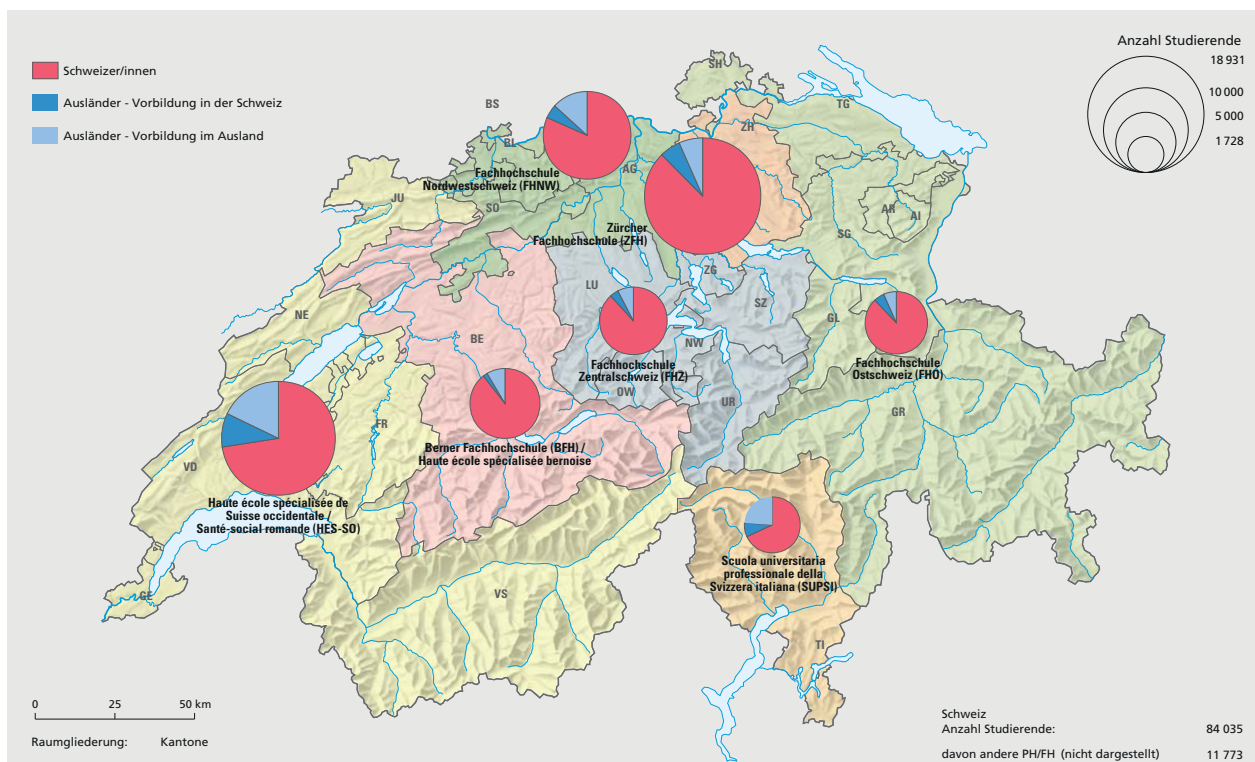 Schweizer/innen
Ausländer - Vorbildung in der Schweiz
Ausländer - Vorbildung im Ausland
Anzahl Studierende
18 931
10 000
5 000
1 728
SH
BS
TG
ZH
BL
Fachhochschule
Nordwestschweiz (FHNW)
AG
JU
SO
AR
AI
Zürcher
Fachhochschule (ZFH)
SG
ZG
LU
SZ
NE
GL
BE
NW
Fachhochschule
Zentralschweiz (FHZ)
Fachhochschule
Ostschweiz (FHO)
OW
UR
GR
FR
Berner Fachhochschule (BFH) /
Haute école spécialisée bernoise
VD
Haute école spécialisée de
Suisse occidentale /
Santé-social romande (HES-SO)
Scuola universitaria
professionale della
Svizzera italiana (SUPSI)
GE
VS
TI
0 25 50 km
Raumgliederung: Kantone
Schweiz
Anzahl Studierende: 84 035
davon andere PH/FH (nicht dargestellt) 11 773